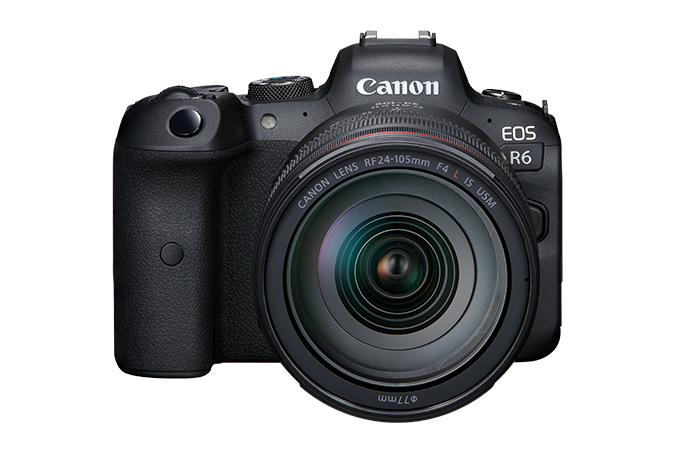 Canon
EOS
R6
CANON LENS RF24-105mm F4 L IS USM
Φ77mm